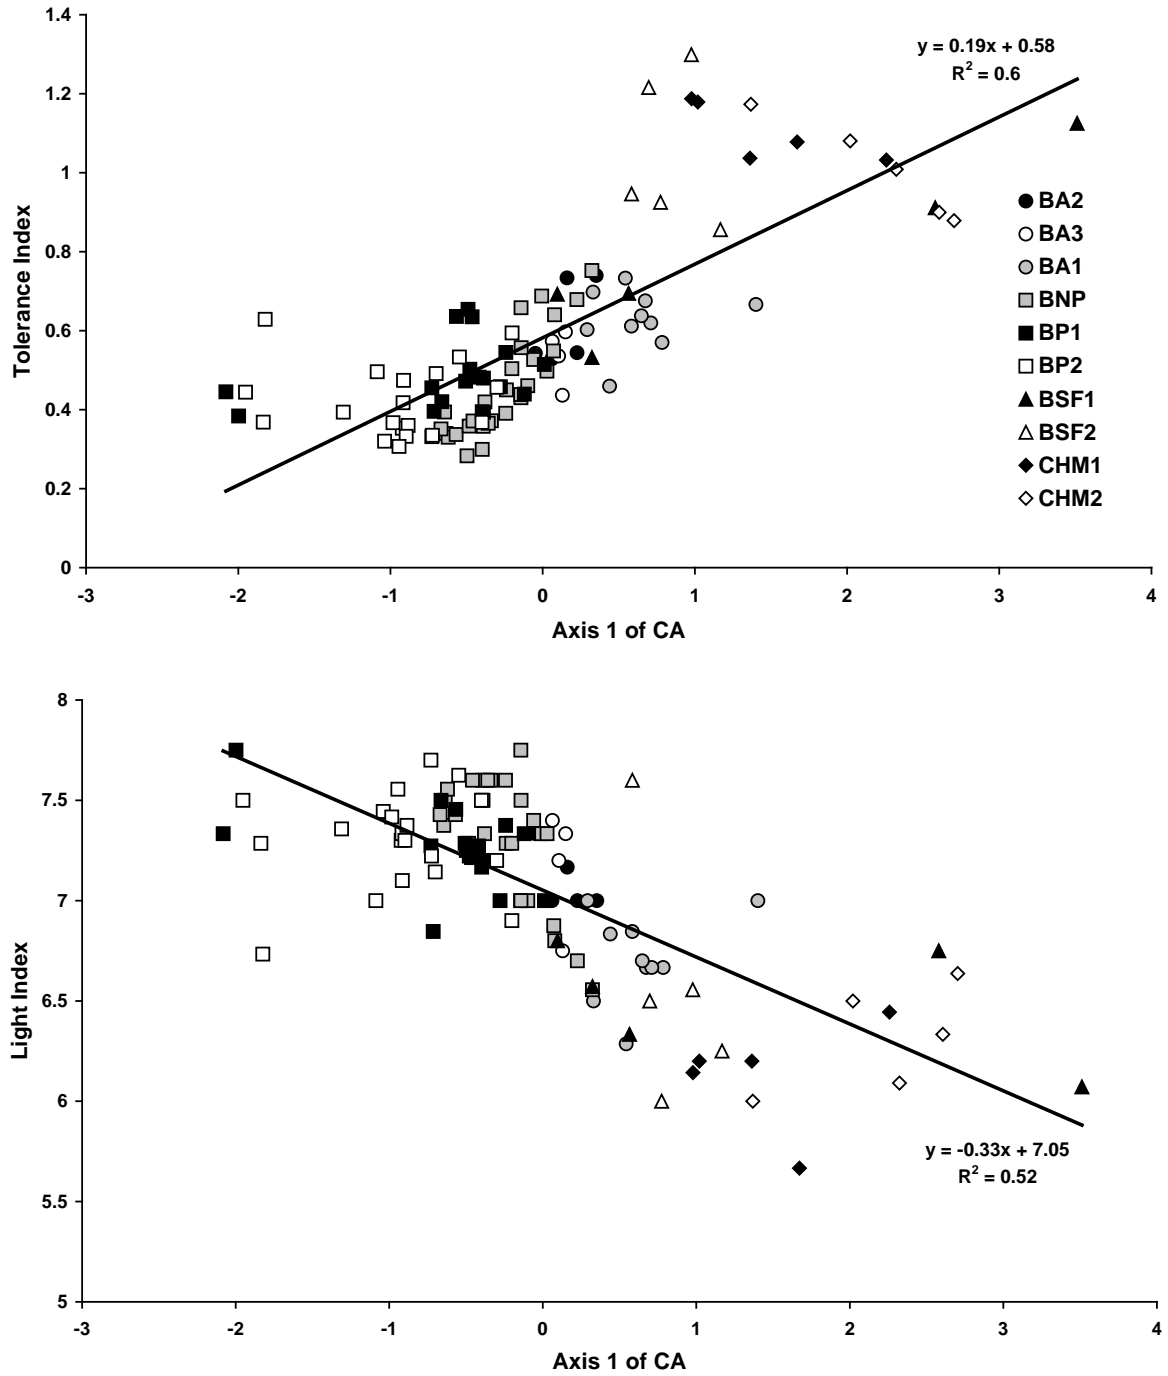 1.4
y = 0.19x + 0.58
R² = 0.6
1.2
1
0.8
0.6
0.4
0.2
0
Tolerance Index
BA2
BA3
BA1
BNP
BP1
BP2
BSF1
BSF2
CHM1
CHM2
-3 -2 -1 0 1 2 3 4
Axis 1 of CA
8
7.5
7
6.5
6
5.5
5
Light Index
y = -0.33x + 7.05
R² = 0.52
-3 -2 -1 0 1 2 3 4
Axis 1 of CA